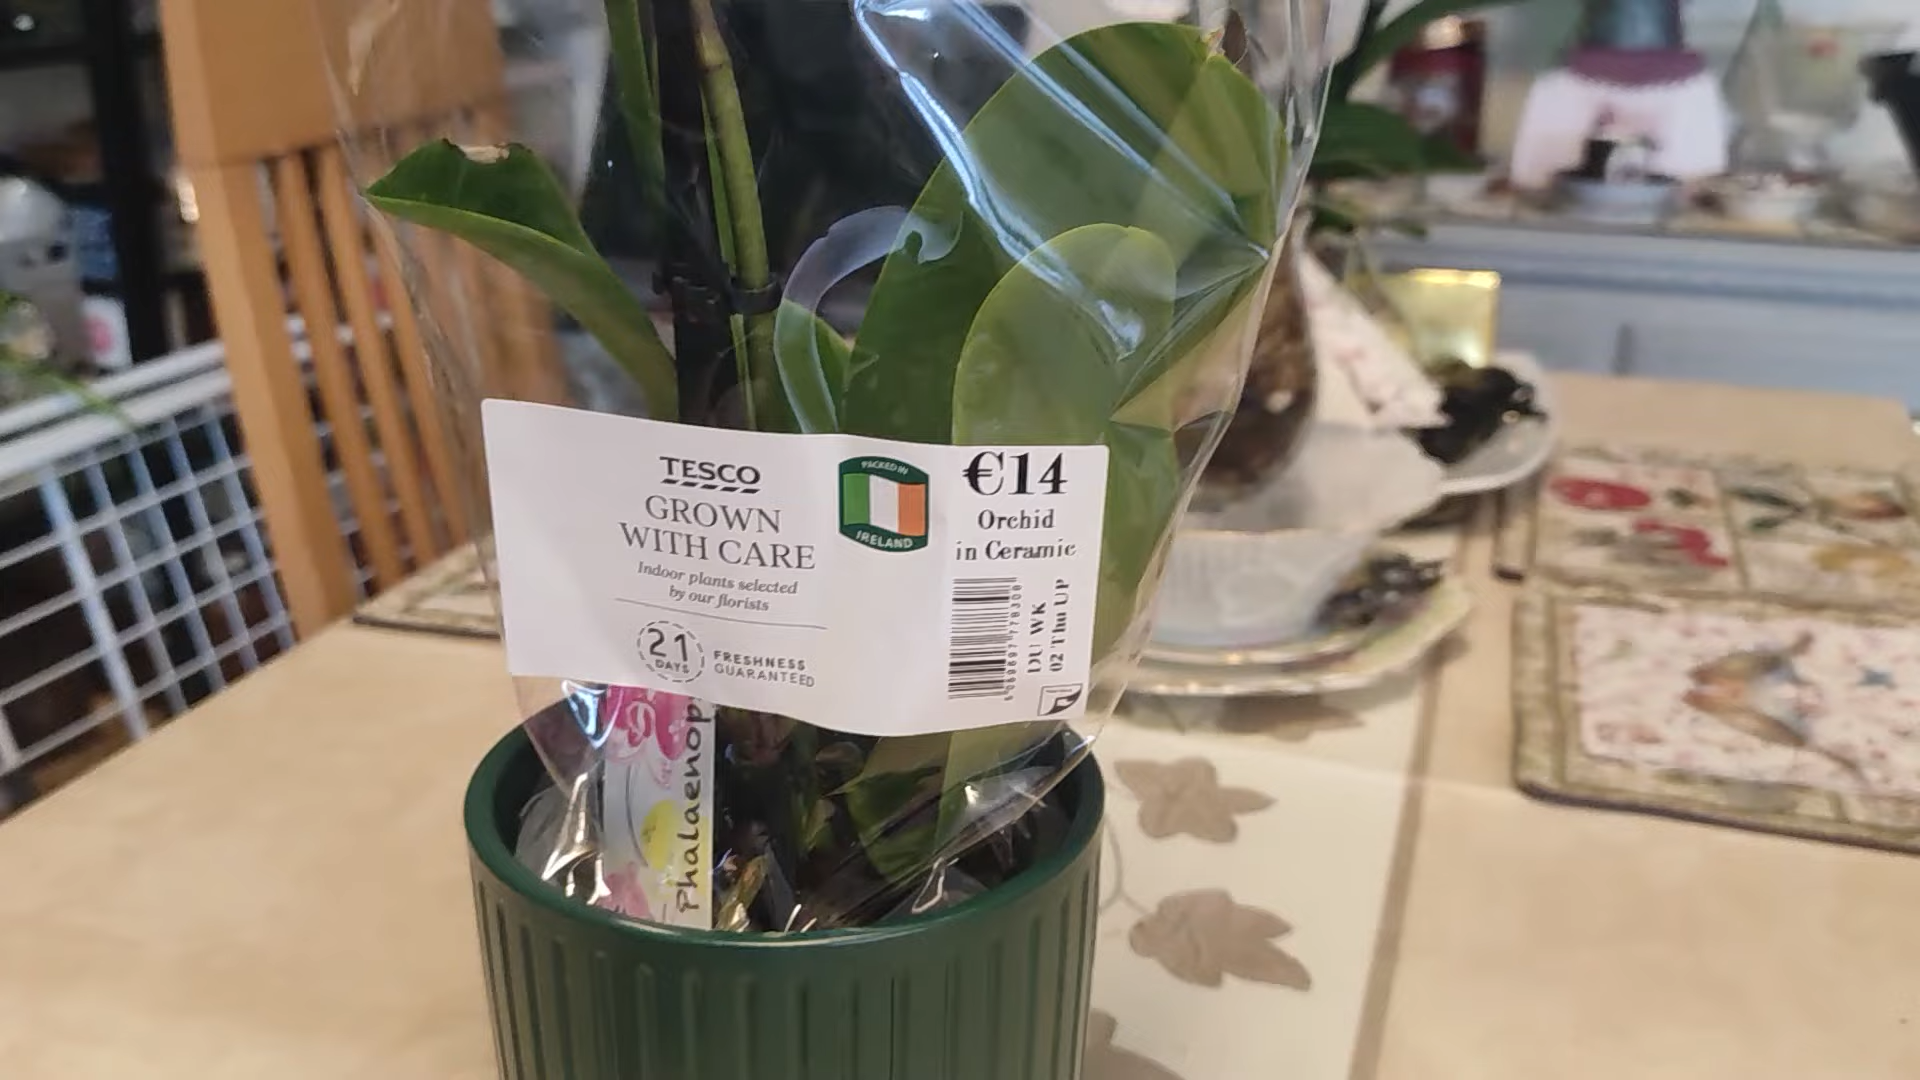 TESCO
GROWN
WITH CARE
Indoor plants selected
by our florists
21
DAYS
FRESHNESS
GUARANTEED
PACKED IN
IRELAND
€14
Orchid
in Ceramic
DU WK
02 Thu UP
Phalaenop